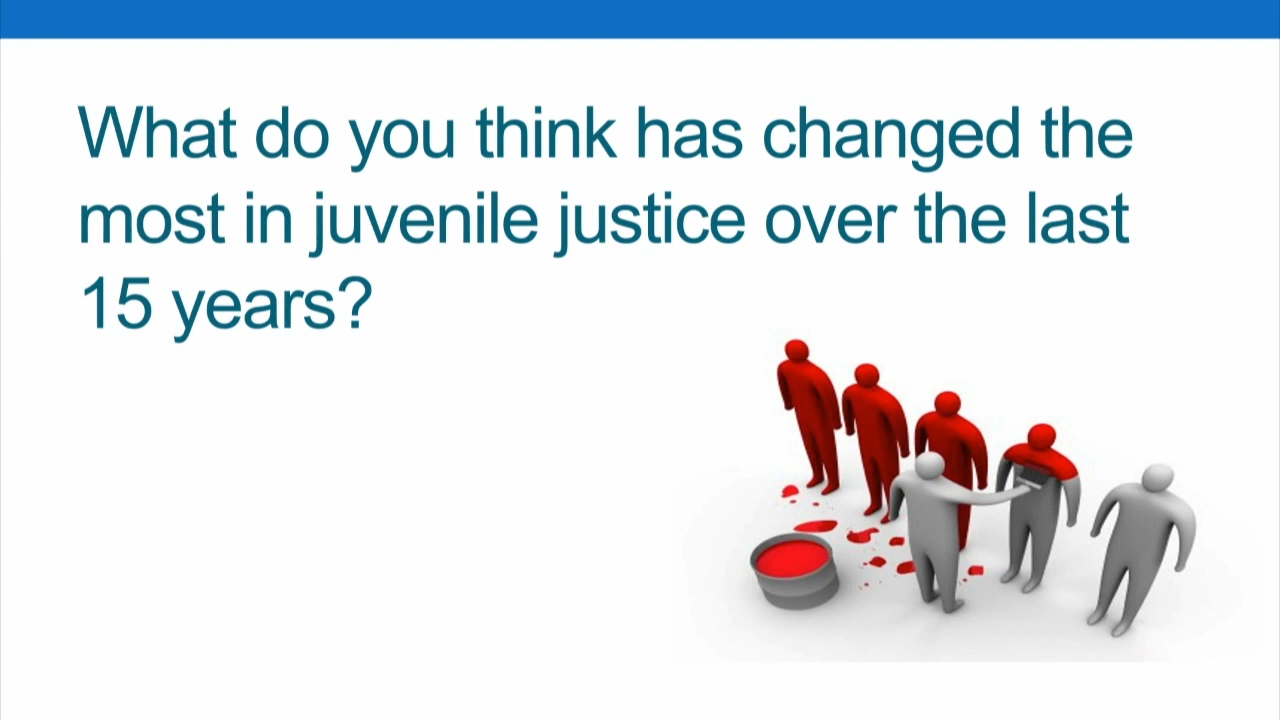 What do you think has changed the
most in juvenile justice over the last
15 years?